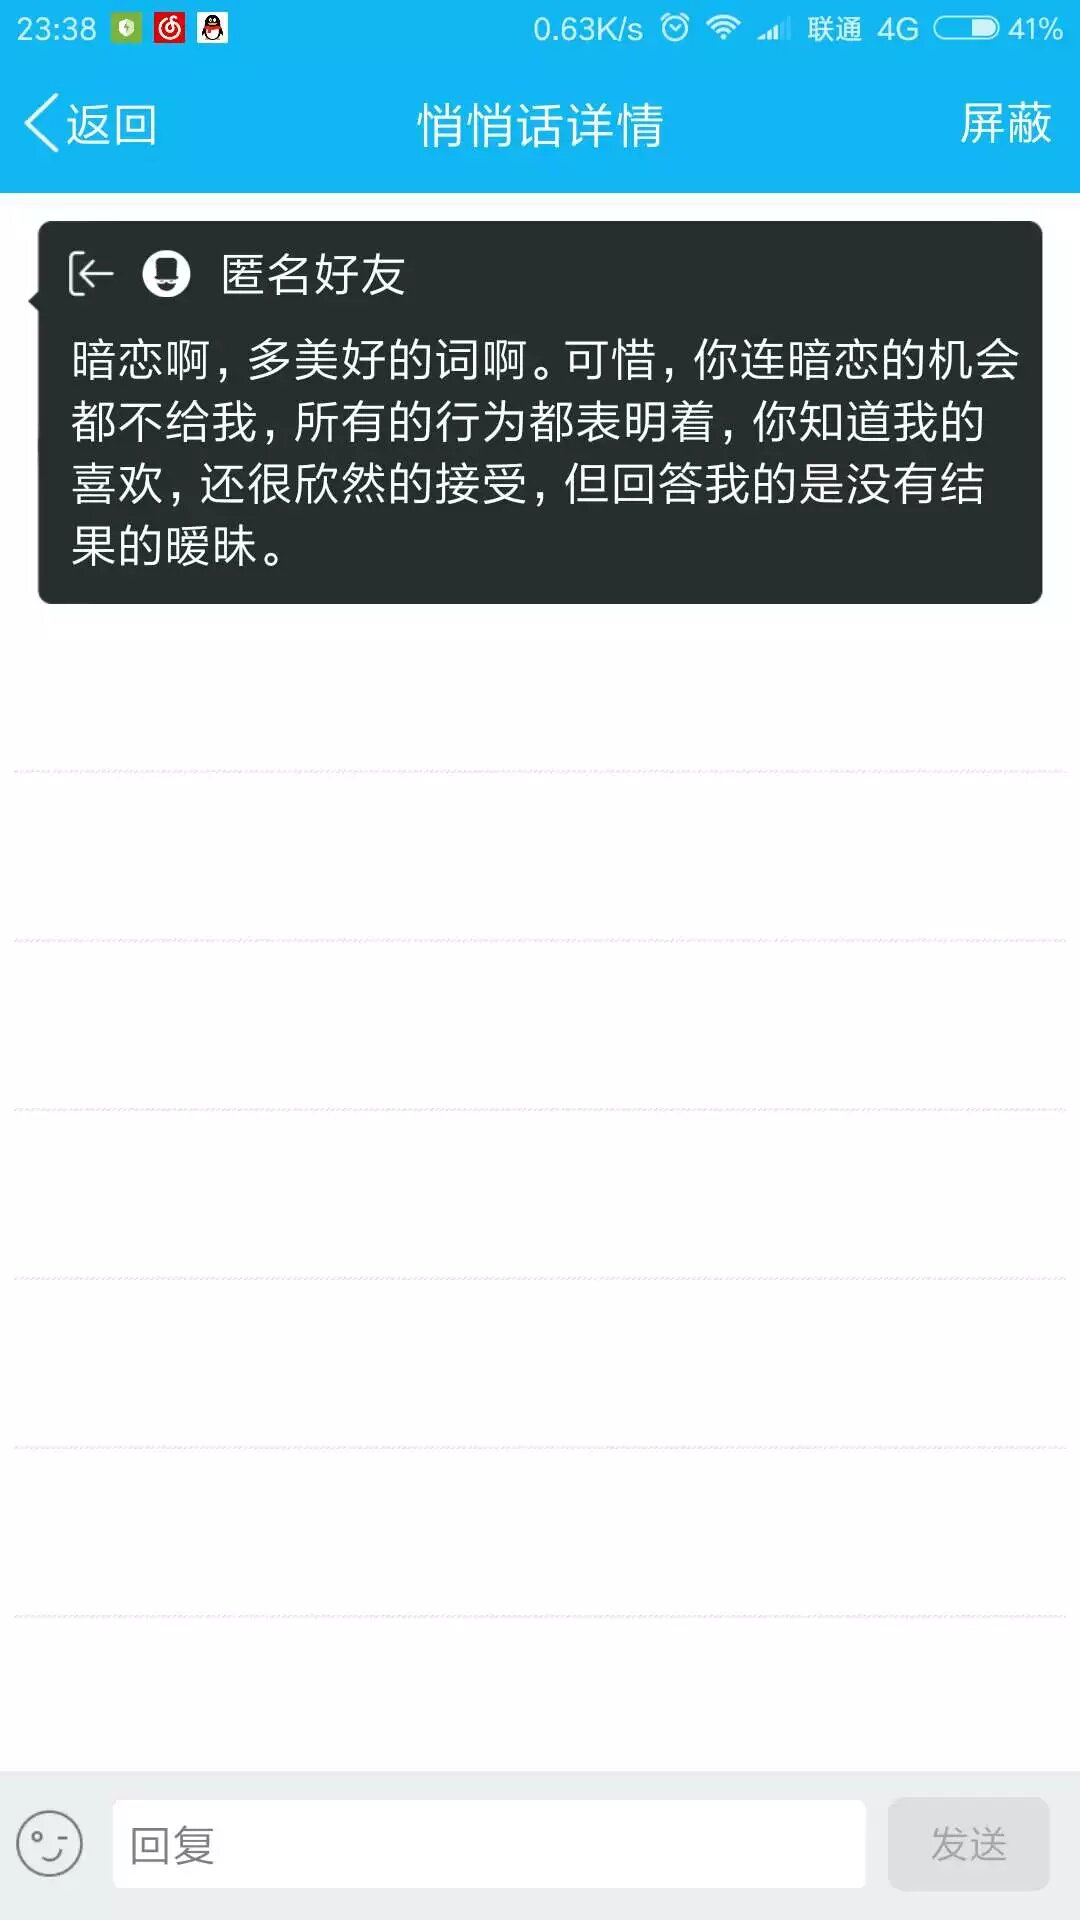 23:38 0.63K/s 联通 4G 41%
返回 悄悄话详情 屏蔽
匿名好友
暗恋啊，多美好的词啊。可惜，你连暗恋的机会
都不给我，所有的行为都表明着，你知道我的
喜欢，还很欣然的接受，但回答我的是没有结
果的暧昧。
回复 发送